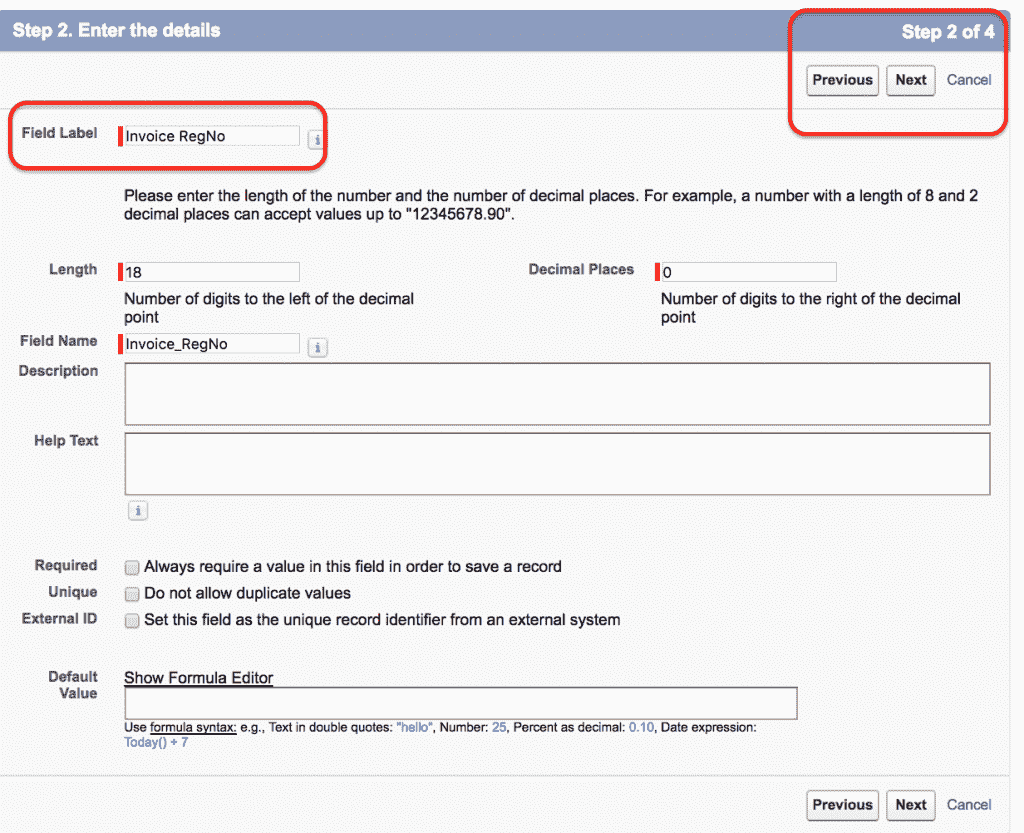 Step 2. Enter the details
Step 2 of 4
Previous Next Cancel
Field Label Invoice RegNo i
Please enter the length of the number and the number of decimal places. For example, a number with a length of 8 and 2
decimal places can accept values up to "12345678.90".
Length 18 Decimal Places 0
Number of digits to the left of the decimal
point
Number of digits to the right of the decimal
point
Field Name Invoice_RegNo i
Description
Help Text
i
Required Always require a value in this field in order to save a record
Unique Do not allow duplicate values
External ID Set this field as the unique record identifier from an external system
Default
Value
Show Formula Editor
Use formula syntax: e.g., Text in double quotes: "hello", Number: 25, Percent as decimal: 0.10, Date expression:
Today() + 7
Previous Next Cancel